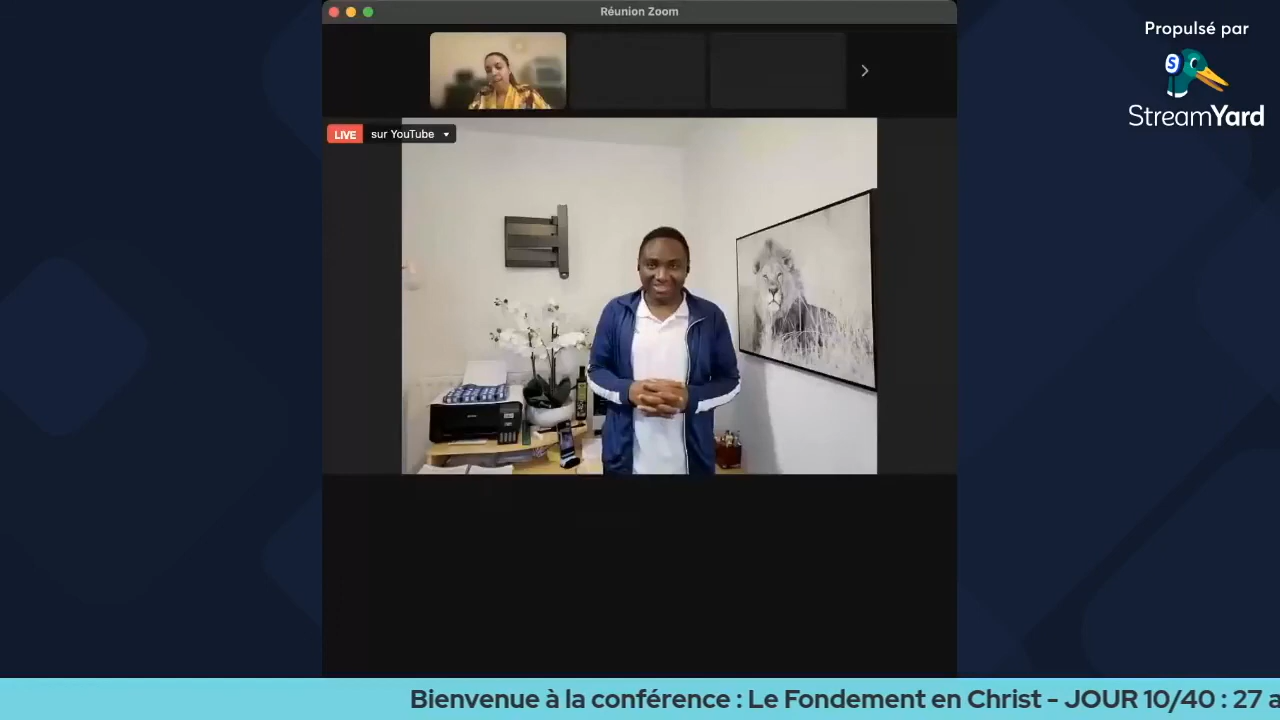 Réunion Zoom
Propulsé par
S
StreamYard
LIVE sur YouTube
Bienvenue à la conférence : Le Fondement en Christ - JOUR 10/40 : 27 a